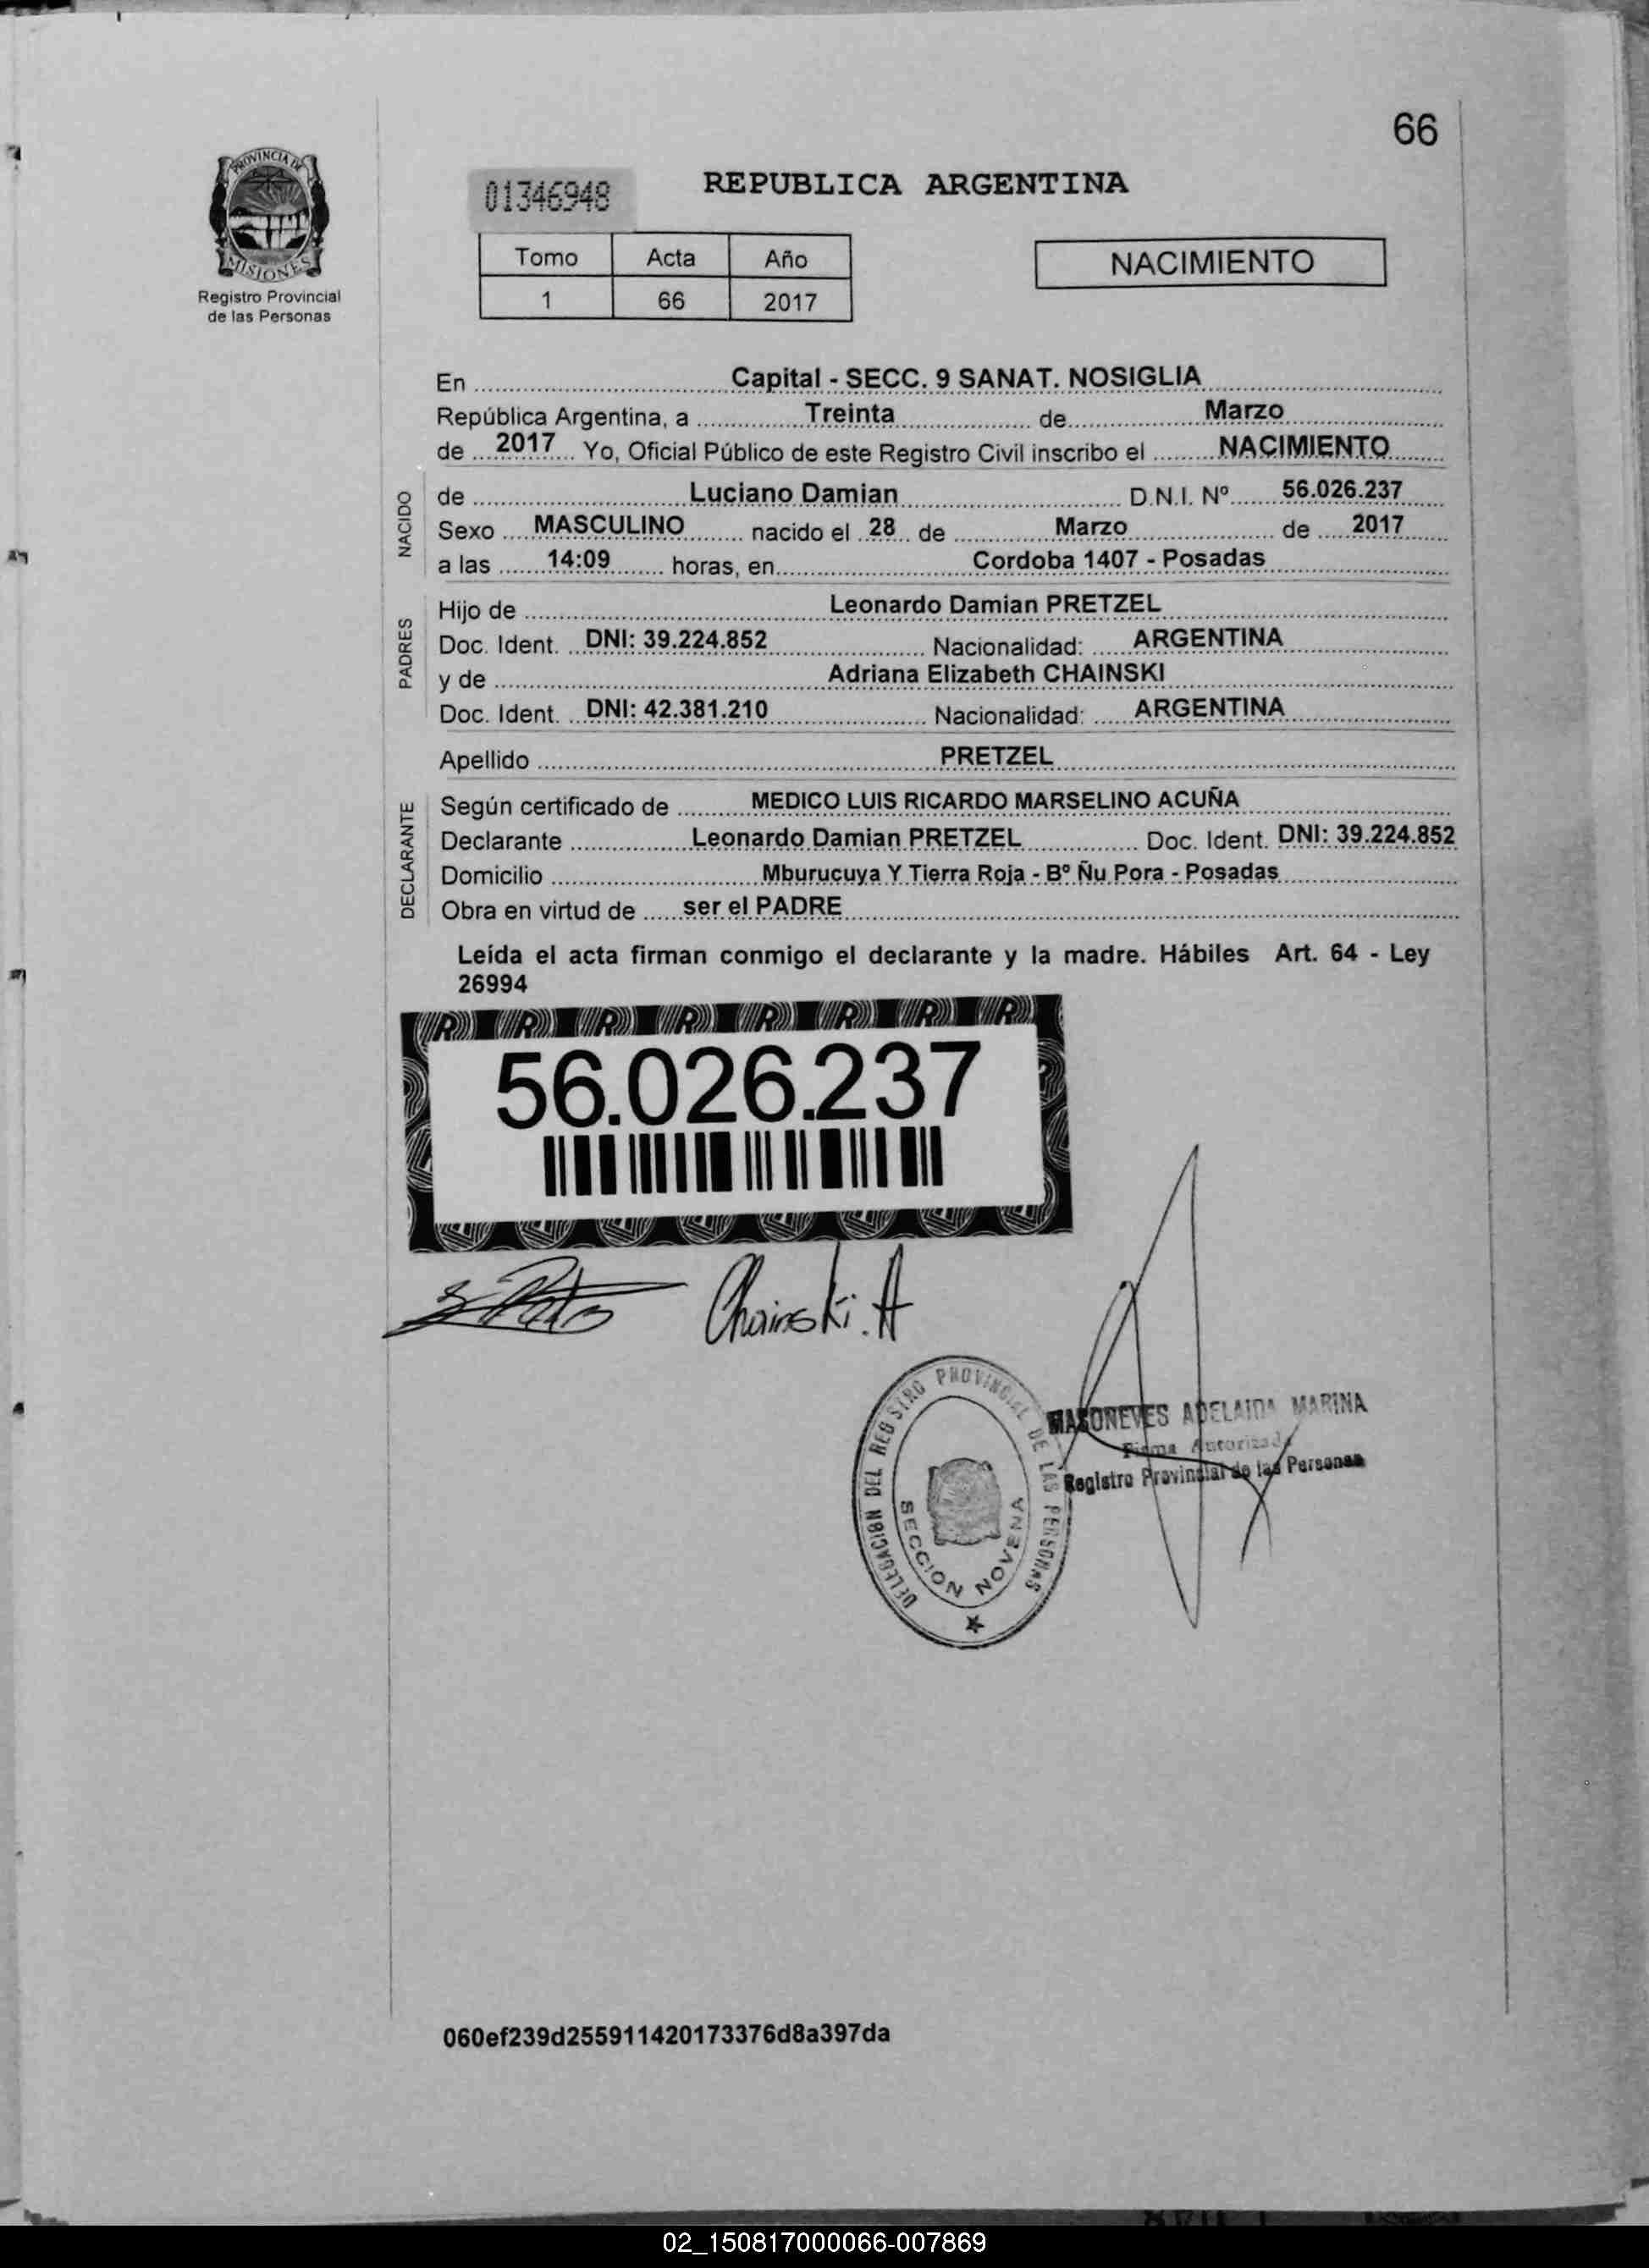 66
PROVINCIA DE
MISIONES
Registro Provincial
de las Personas
01346948
REPUBLICA ARGENTINA
Tomo Acta Año
1 66 2017
NACIMIENTO
En ............ Capital - SECC. 9 SANAT. NOSIGLIA ............
República Argentina, a ............ Treinta ............ de ............ Marzo ............
de ... 2017 ... Yo, Oficial Público de este Registro Civil inscribo el ......... NACIMIENTO .........
NACIDO
de ............ Luciano Damian ............ D.N.I. Nº ....... 56.026.237 .......
Sexo ..... MASCULINO ......... nacido el .. 28 .. de ............ Marzo ............ de ..... 2017 .......
a las ....... 14:09 ........ horas, en ............ Cordoba 1407 - Posadas ............
PADRES
Hijo de ............ Leonardo Damian PRETZEL ............
Doc. Ident. ... DNI: 39.224.852 ............ Nacionalidad: ...... ARGENTINA ............
y de ............ Adriana Elizabeth CHAINSKI ............
Doc. Ident. ... DNI: 42.381.210 ............ Nacionalidad: ...... ARGENTINA ............
Apellido ............ PRETZEL ............
DECLARANTE
Según certificado de ........... MEDICO LUIS RICARDO MARSELINO ACUÑA ............
Declarante ............ Leonardo Damian PRETZEL ............ Doc. Ident. DNI: 39.224.852
Domicilio ............ Mburucuya Y Tierra Roja - Bº Ñu Pora - Posadas ............
Obra en virtud de ...... ser el PADRE ............
Leída el acta firman conmigo el declarante y la madre. Hábiles Art. 64 - Ley
26994
56.026.237
Chainski. A
DELEGACION DEL REGISTRO PROVINCIAL DE LAS PERSONAS
SECCION NOVENA
ADELAIDA MARINA
Firma Autorizada
Registro Provincial de las Personas
060ef239d255911420173376d8a397da
02_150817000066-007869